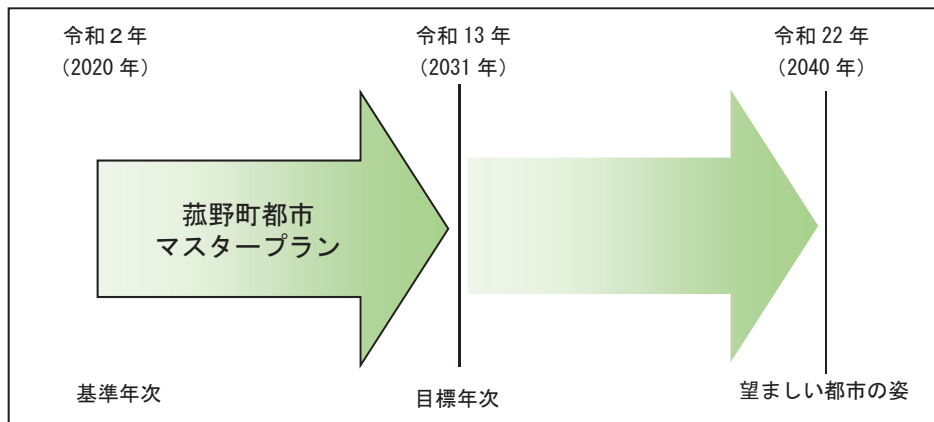 令和２年
（2020 年）
令和 13 年
（2031 年）
令和 22 年
（2040 年）
菰野町都市
マスタープラン
基準年次
目標年次
望ましい都市の姿